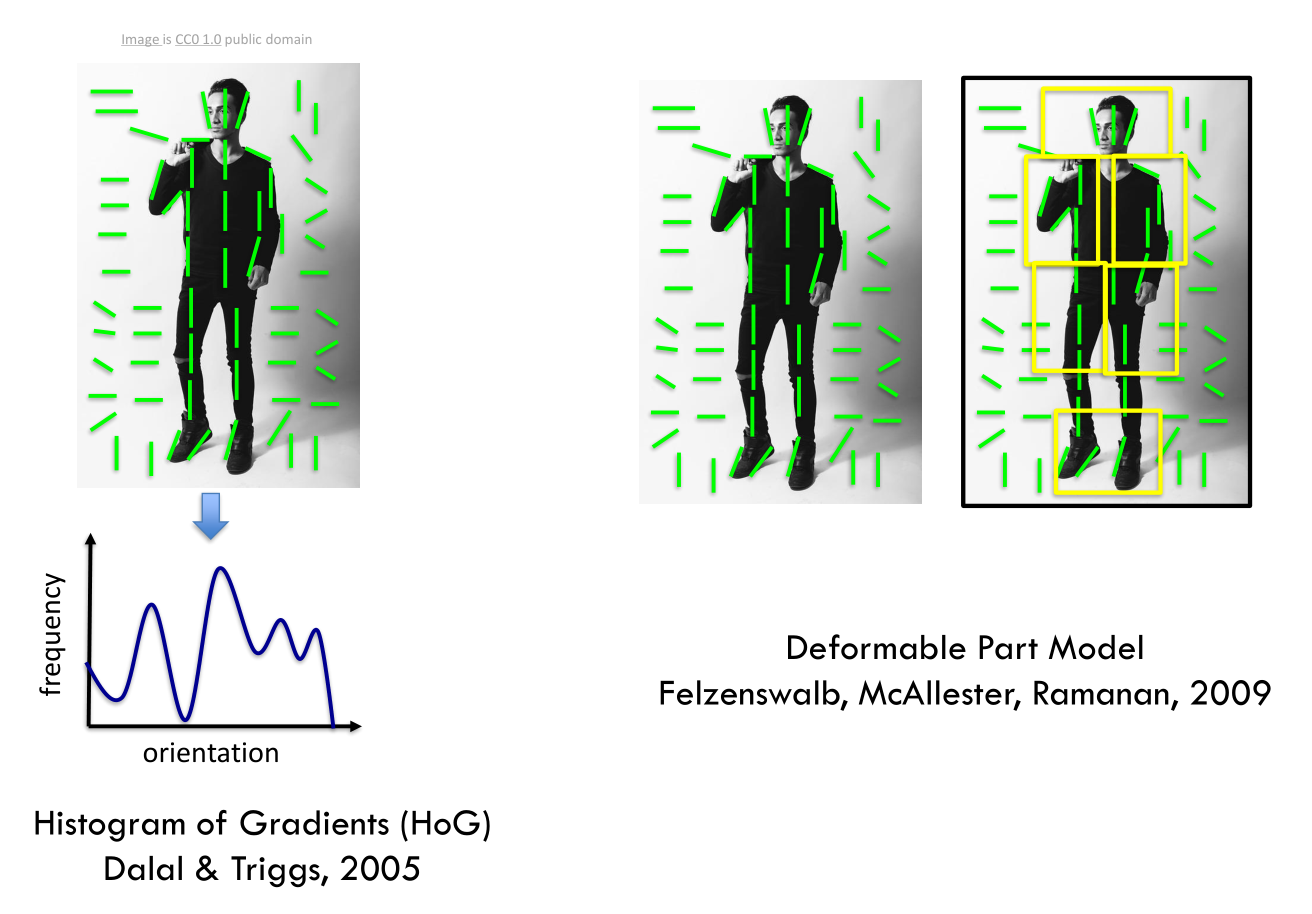 Image is CC0 1.0 public domain
frequency
orientation
Histogram of Gradients (HoG)
Dalal & Triggs, 2005
Deformable Part Model
Felzenswalb, McAllester, Ramanan, 2009